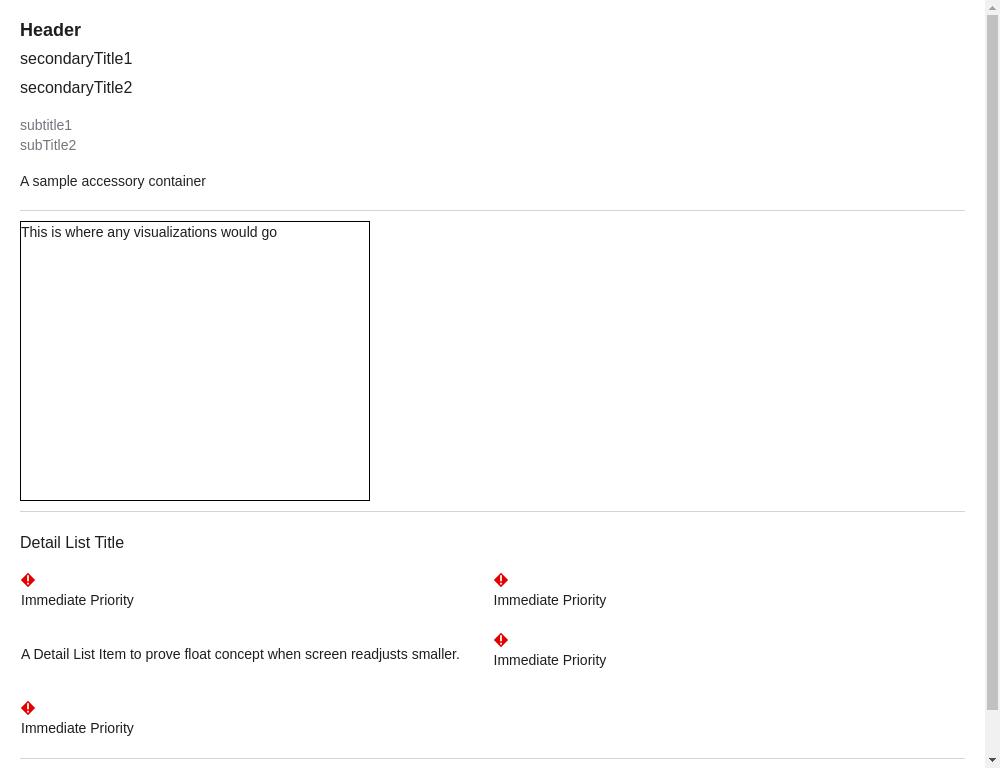 Header
secondaryTitle1
secondaryTitle2
subtitle1
subTitle2
A sample accessory container
This is where any visualizations would go
Detail List Title
Immediate Priority
Immediate Priority
A Detail List Item to prove float concept when screen readjusts smaller.
Immediate Priority
Immediate Priority